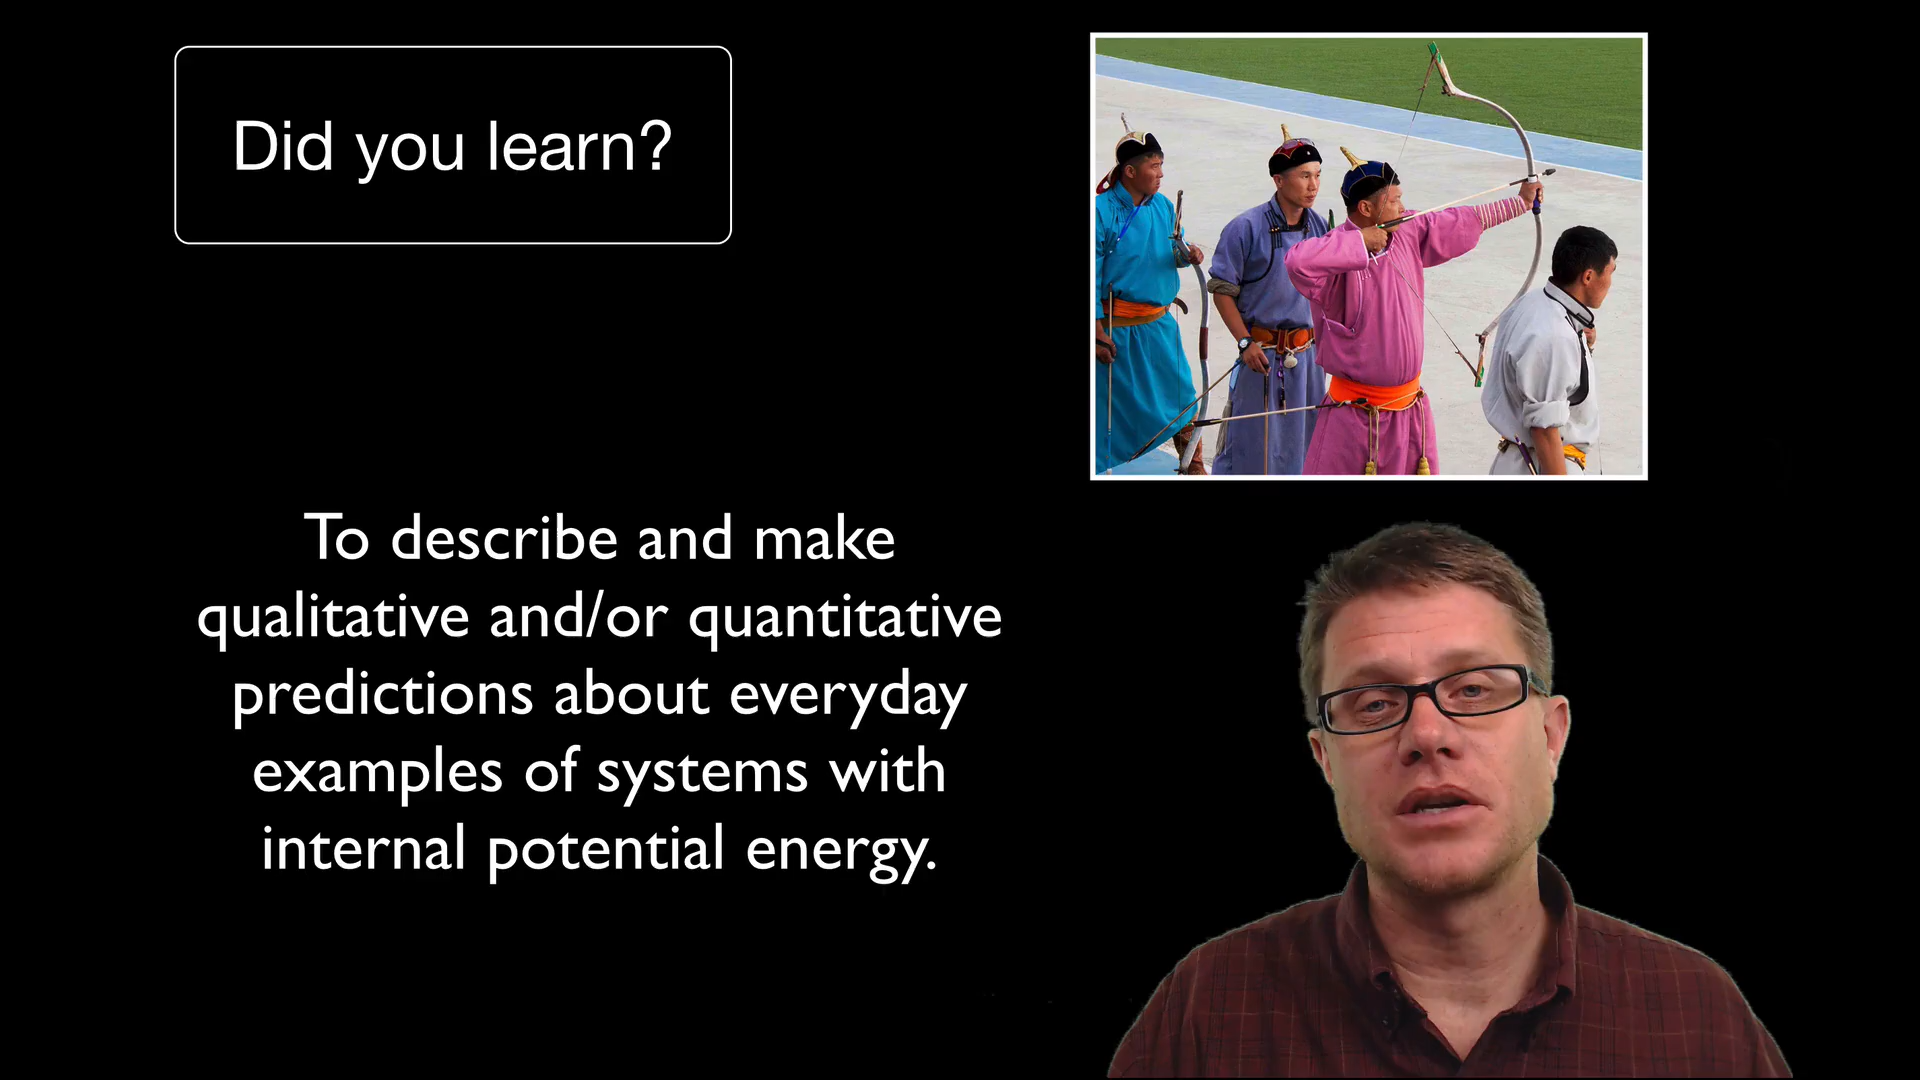 Did you learn?
To describe and make
qualitative and/or quantitative
predictions about everyday
examples of systems with
internal potential energy.